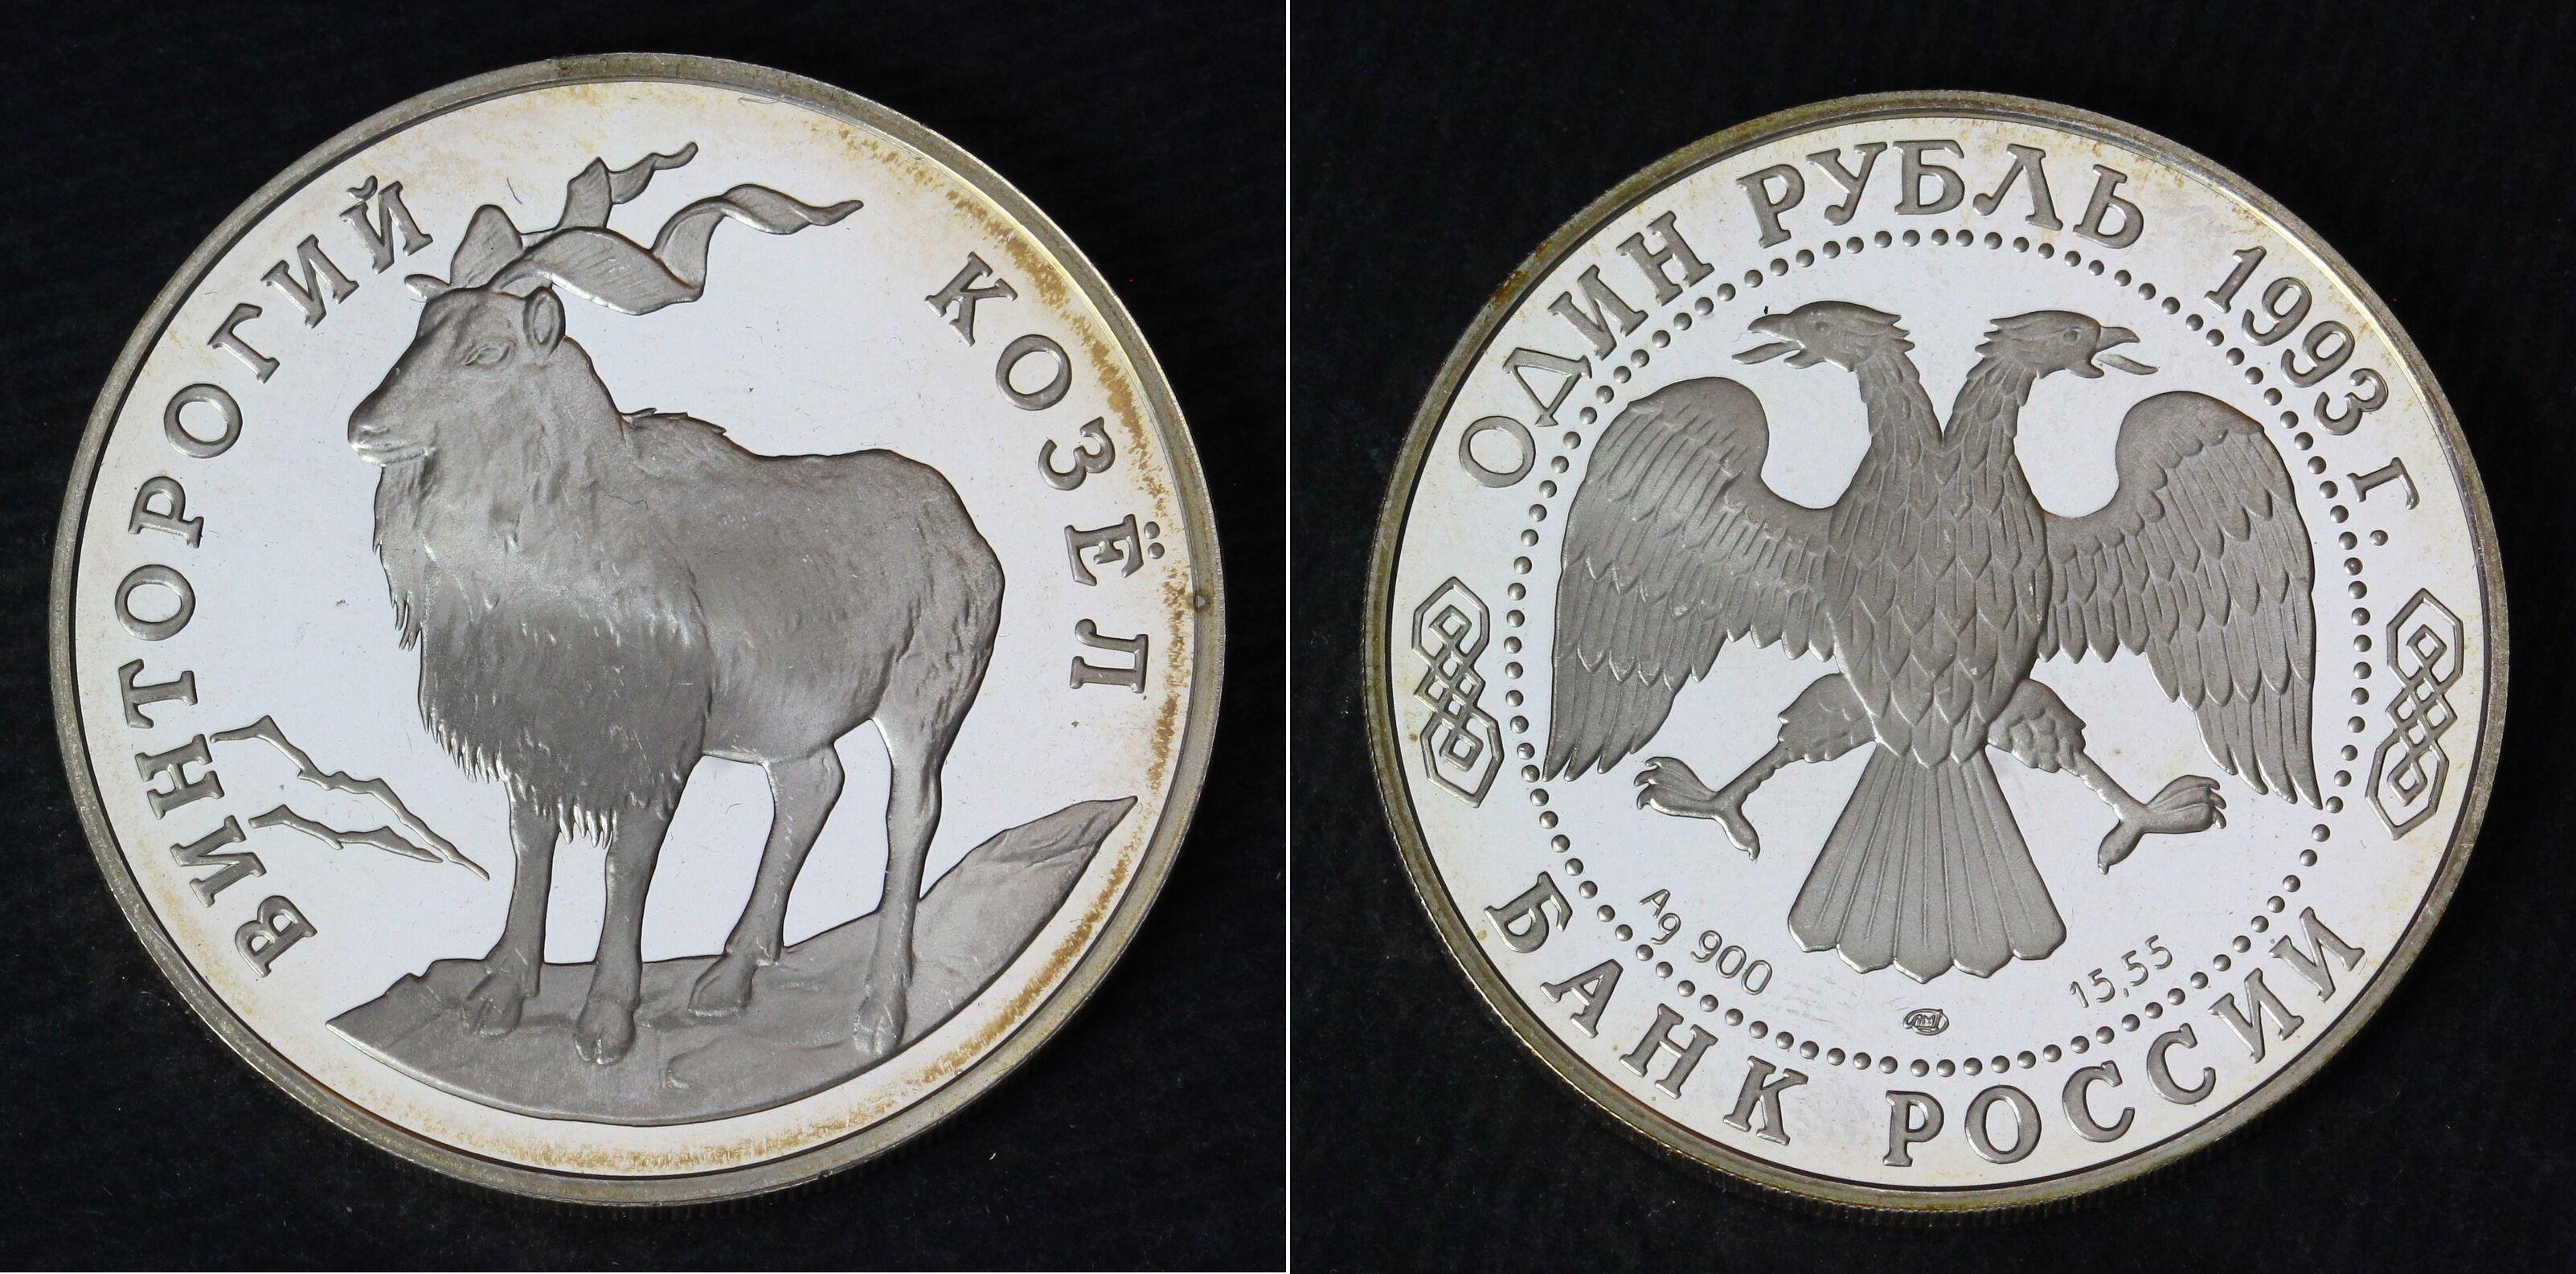 ВИНТОРОГИЙ КОЗЁЛ
ОДИН РУБЛЬ 1993 Г.
Ag 900
15,55
ЛМД
БАНК РОССИИ